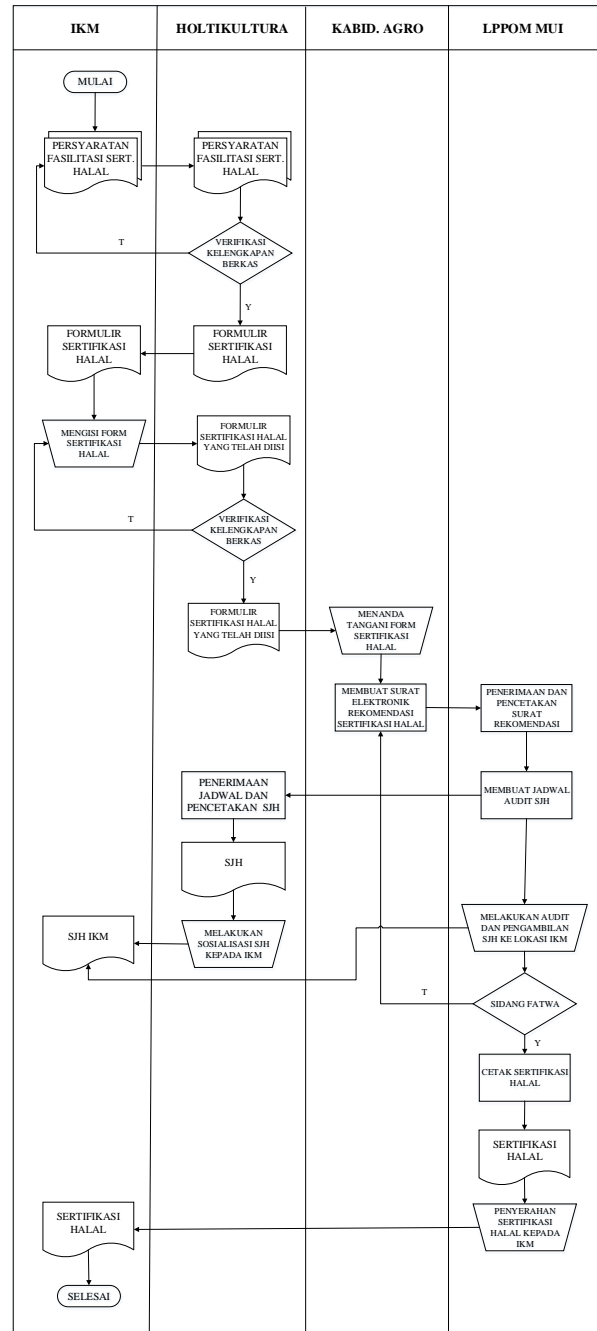 IKM
HOLTIKULTURA
KABID. AGRO
LPPOM MUI
MULAI
PERSYARATAN
FASILITASI SERT.
HALAL
PERSYARATAN
FASILITASI SERT.
HALAL
T
VERIFIKASI
KELENGKAPAN
BERKAS
Y
FORMULIR
SERTIFIKASI
HALAL
FORMULIR
SERTIFIKASI
HALAL
MENGISI FORM
SERTIFIKASI
HALAL
FORMULIR
SERTIFIKASI HALAL
YANG TELAH DIISI
T
VERIFIKASI
KELENGKAPAN
BERKAS
Y
FORMULIR
SERTIFIKASI HALAL
YANG TELAH DIISI
MENANDA
TANGANI FORM
SERTIFIKASI
HALAL
MEMBUAT SURAT
ELEKTRONIK
REKOMENDASI
SERTIFIKASI HALAL
PENERIMAAN DAN
PENCETAKAN
SURAT
REKOMENDASI
PENERIMAAN
JADWAL DAN
PENCETAKAN SJH
MEMBUAT JADWAL
AUDIT SJH
SJH
SJH IKM
MELAKUKAN
SOSIALISASI SJH
KEPADA IKM
MELAKUKAN AUDIT
DAN PENGAMBILAN
SJH KE LOKASI IKM
T
SIDANG FATWA
Y
CETAK SERTIFIKASI
HALAL
SERTIFIKASI
HALAL
SERTIFIKASI
HALAL
PENYERAHAN
SERTIFIKASI
HALAL KEPADA
IKM
SELESAI